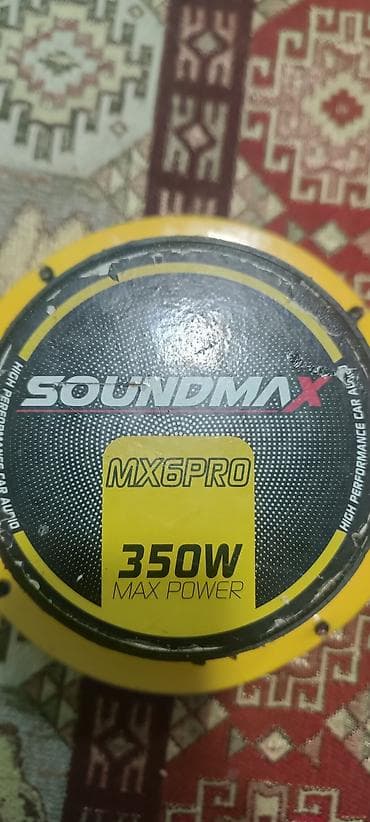 SOUNDMAX
MX6PRO
350W
MAX POWER
HIGH PERFORMANCE CAR AUDIO
HIGH PERFORMANCE CAR AUDIO